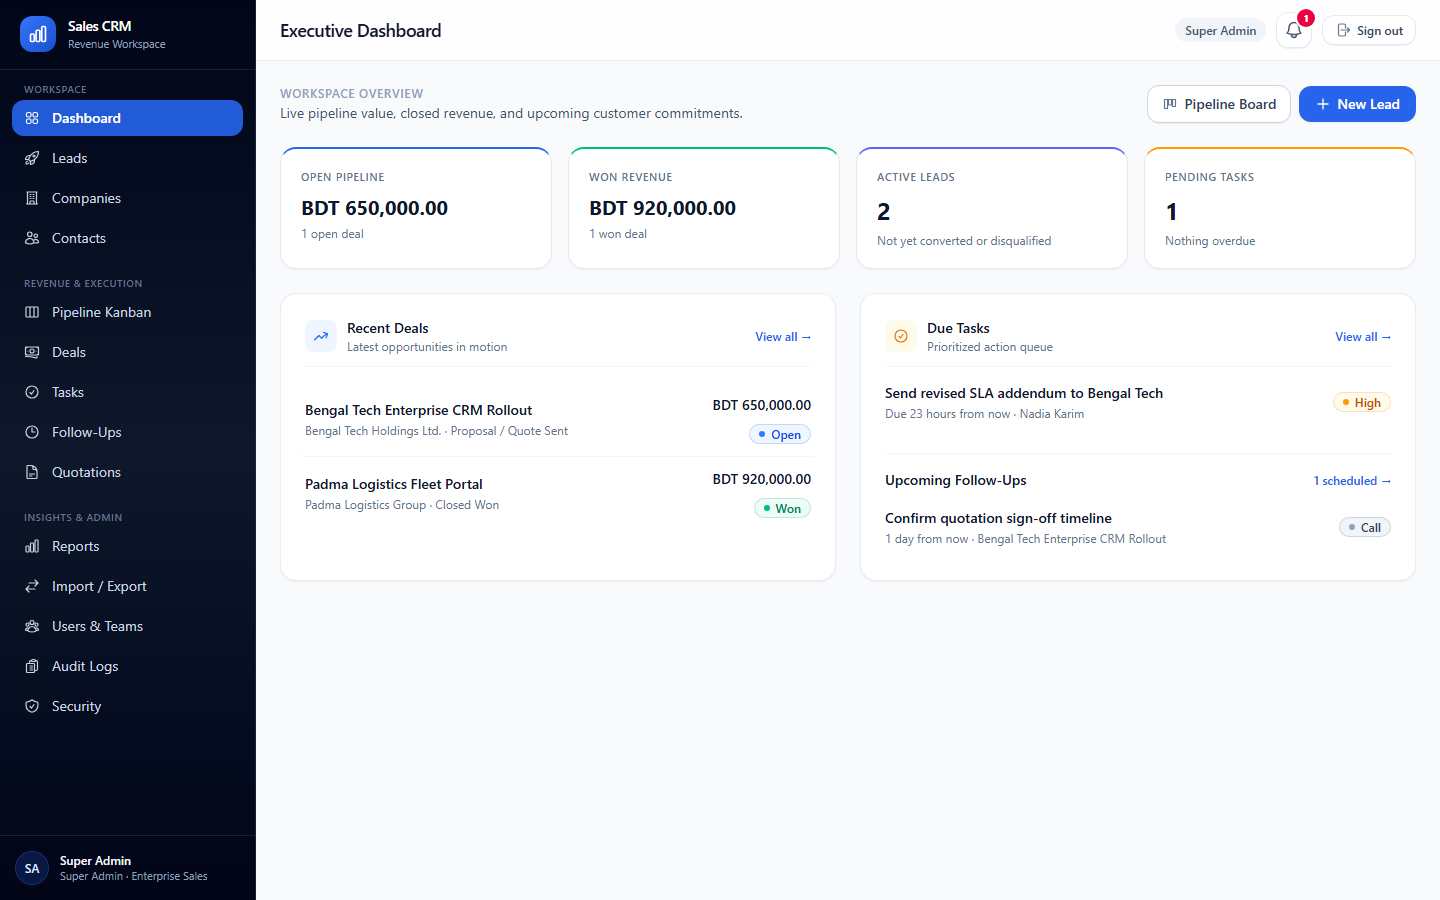 Sales CRM
Revenue Workspace
WORKSPACE
Dashboard
Leads
Companies
Contacts
REVENUE & EXECUTION
Pipeline Kanban
Deals
Tasks
Follow-Ups
Quotations
INSIGHTS & ADMIN
Reports
Import / Export
Users & Teams
Audit Logs
Security
SA
Super Admin
Super Admin · Enterprise Sales
Executive Dashboard
Super Admin
1
Sign out
WORKSPACE OVERVIEW
Live pipeline value, closed revenue, and upcoming customer commitments.
Pipeline Board
New Lead
OPEN PIPELINE
BDT 650,000.00
1 open deal
WON REVENUE
BDT 920,000.00
1 won deal
ACTIVE LEADS
2
Not yet converted or disqualified
PENDING TASKS
1
Nothing overdue
Recent Deals
Latest opportunities in motion
View all →
Bengal Tech Enterprise CRM Rollout
Bengal Tech Holdings Ltd. · Proposal / Quote Sent
BDT 650,000.00
Open
Padma Logistics Fleet Portal
Padma Logistics Group · Closed Won
BDT 920,000.00
Won
Due Tasks
Prioritized action queue
View all →
Send revised SLA addendum to Bengal Tech
Due 23 hours from now · Nadia Karim
High
Upcoming Follow-Ups
1 scheduled →
Confirm quotation sign-off timeline
1 day from now · Bengal Tech Enterprise CRM Rollout
Call